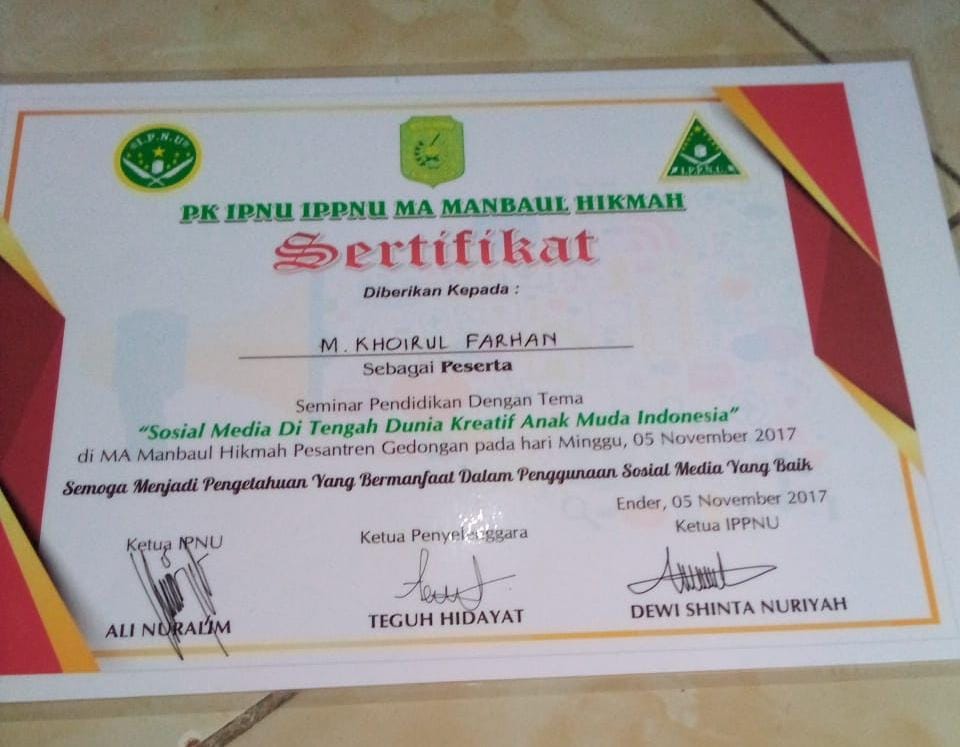 I.P.N.U
I.P.P.N.U.
PK IPNU IPPNU MA MANBAUL HIKMAH
Sertifikat
Diberikan Kepada :
M. KHOIRUL FARHAN
Sebagai Peserta
Seminar Pendidikan Dengan Tema
"Sosial Media Di Tengah Dunia Kreatif Anak Muda Indonesia"
di MA Manbaul Hikmah Pesantren Gedongan pada hari Minggu, 05 November 2017
Semoga Menjadi Pengetahuan Yang Bermanfaat Dalam Penggunaan Sosial Media Yang Baik
Ender, 05 November 2017
Ketua IPNU
Ketua Penyelenggara
Ketua IPPNU
ALI NURALIM
TEGUH HIDAYAT
DEWI SHINTA NURIYAH